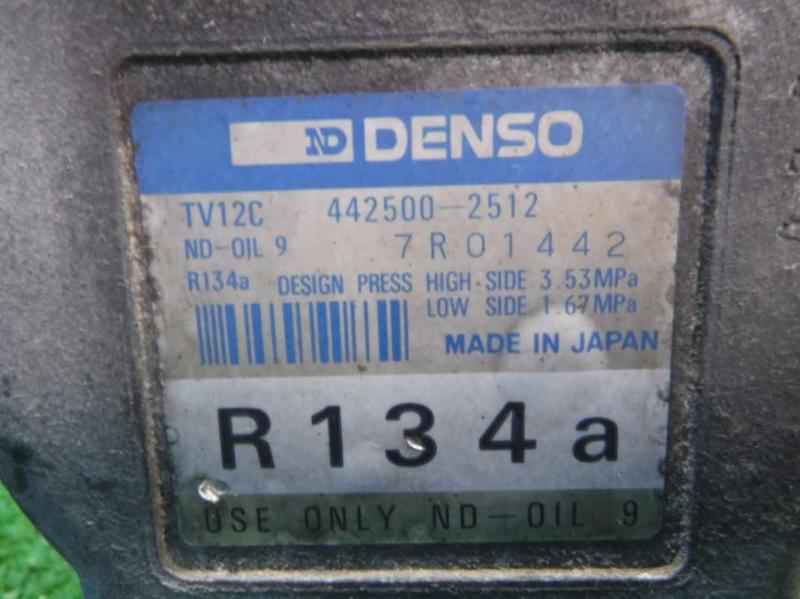 ND DENSO
TV12C 442500-2512
ND-OIL 9 7R01442
R134a DESIGN PRESS HIGH SIDE 3.53MPa
LOW SIDE 1.67MPa
MADE IN JAPAN
R134a
USE ONLY ND-OIL 9